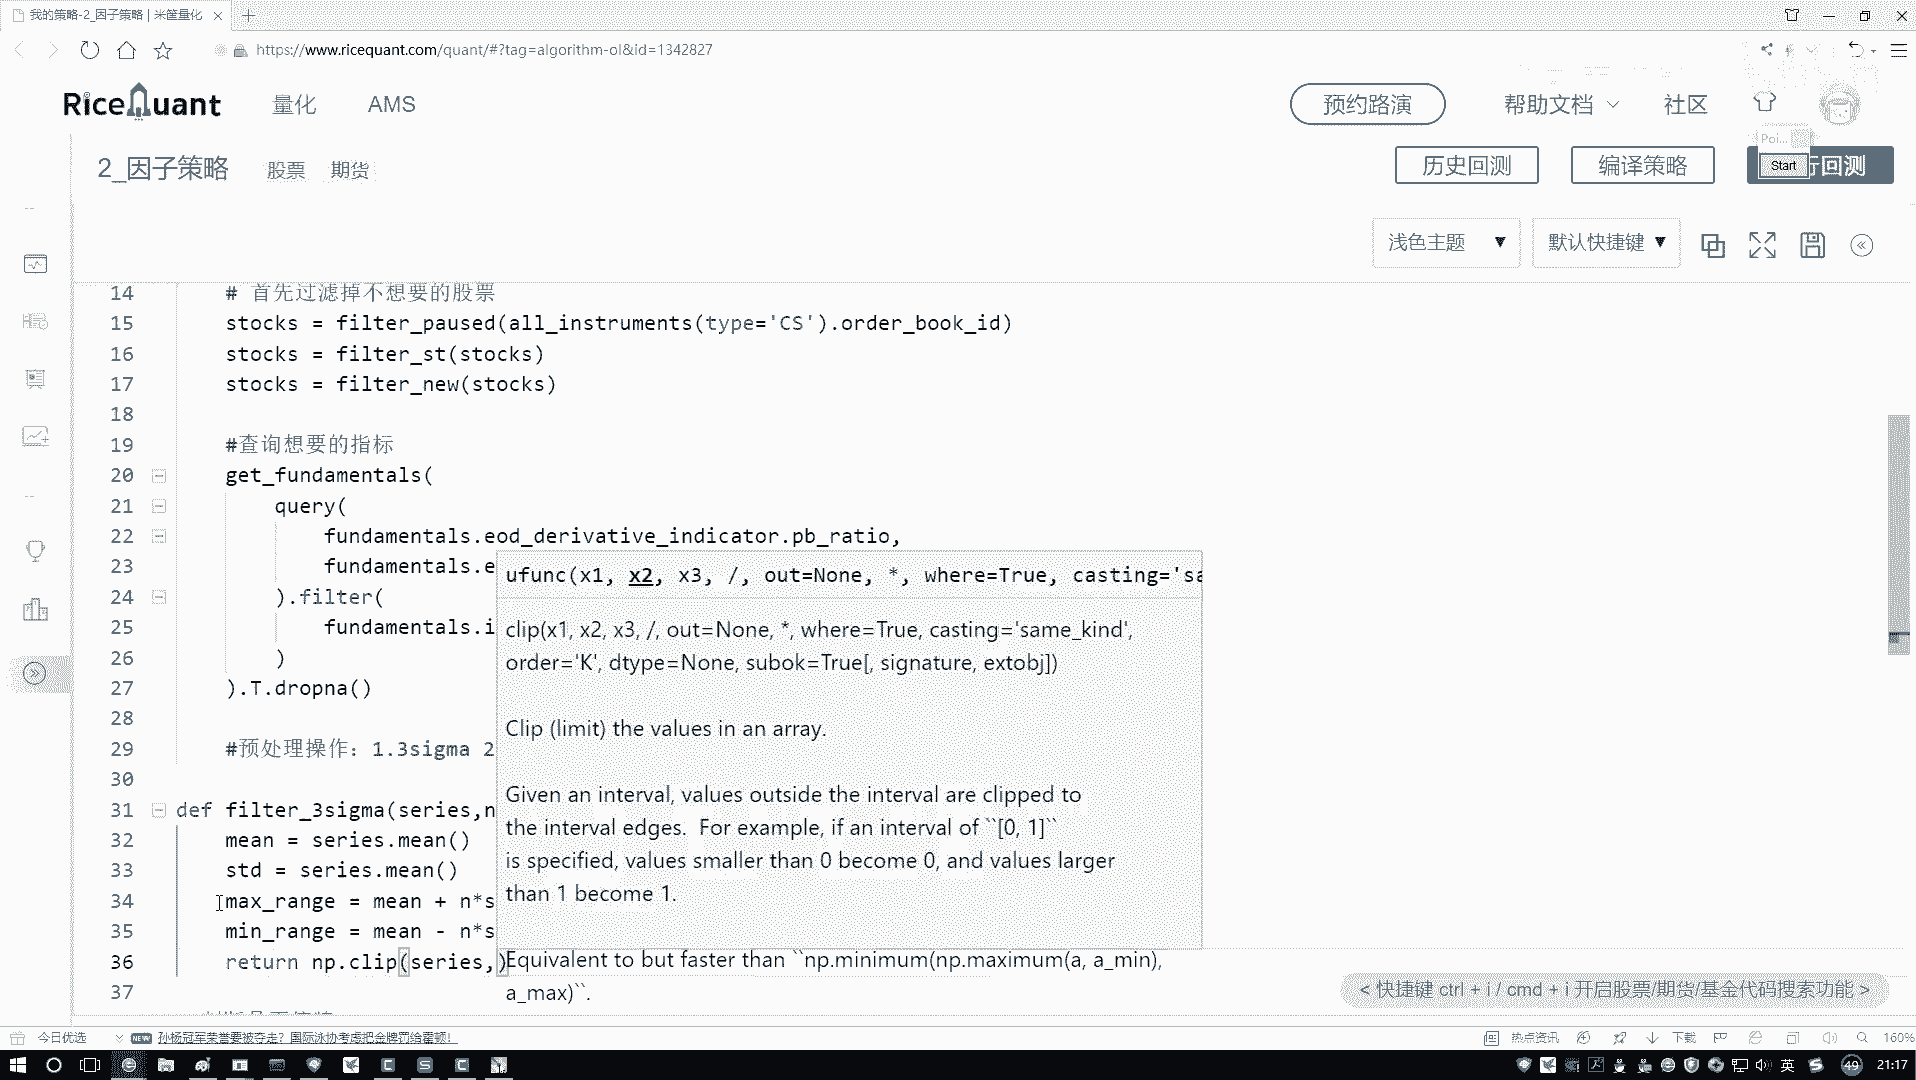 我的策略-2_因子策略 | 米筐量化
https://www.ricequant.com/quant/#?tag=algorithm-ol&id=1342827
RiceQuant 量化 AMS 预约路演 帮助文档 社区
Poi...
2_因子策略 股票 期货 历史回测 编译策略 Start 行回测
浅色主题 ▼ 默认快捷键 ▼
14 # 首先过滤掉不想要的股票
15 stocks = filter_paused(all_instruments(type='CS').order_book_id)
16 stocks = filter_st(stocks)
17 stocks = filter_new(stocks)
18
19 #查询想要的指标
20 get_fundamentals(
21 query(
22 fundamentals.eod_derivative_indicator.pb_ratio,
23 fundamentals.e
24 ).filter(
25 fundamentals.i
26 )
27 ).T.dropna()
28
29 #预处理操作：1.3sigma 2
30
31 def filter_3sigma(series,n
32 mean = series.mean()
33 std = series.mean()
34 max_range = mean + n*s
35 min_range = mean - n*s
36 return np.clip(series,)
37
ufunc(x1, x2, x3, /, out=None, *, where=True, casting='sa
clip(x1, x2, x3, /, out=None, *, where=True, casting='same_kind',
order='K', dtype=None, subok=True[, signature, extobj])
Clip (limit) the values in an array.
Given an interval, values outside the interval are clipped to
the interval edges.  For example, if an interval of ``[0, 1]``
is specified, values smaller than 0 become 0, and values larger
than 1 become 1.
Equivalent to but faster than ``np.minimum(np.maximum(a, a_min),
a_max)``.
< 快捷键 ctrl + i / cmd + i 开启股票/期货/基金代码搜索功能 >
今日优选 NEW 孙杨冠军荣誉要被夺走？国际泳协考虑把金牌罚给霍顿！ 热点资讯 下载 160%
英 49 21:17